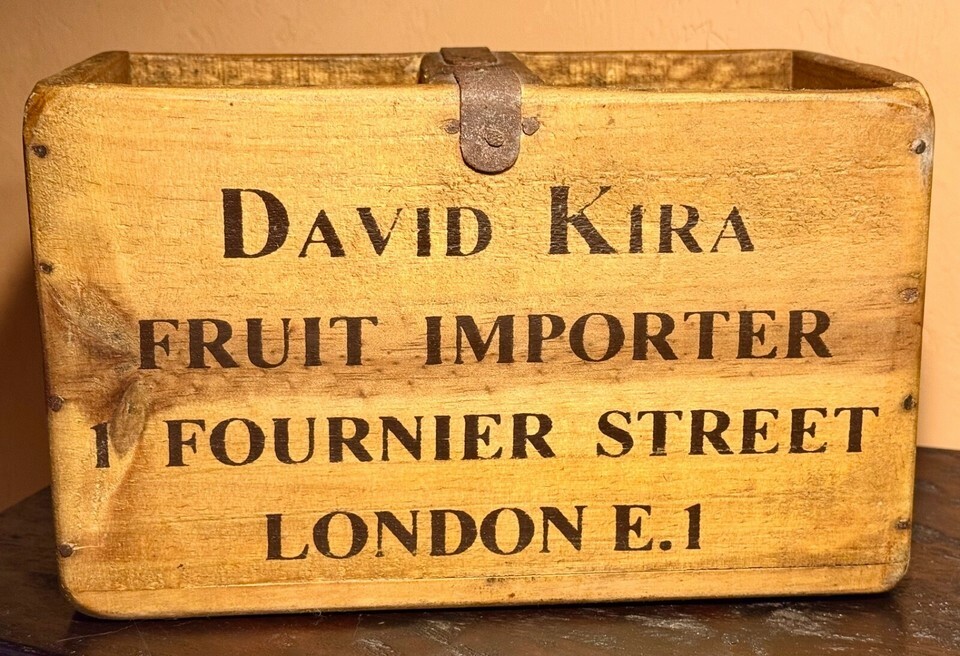 David Kira
FRUIT IMPORTER
1 FOURNIER STREET
LONDON E.1